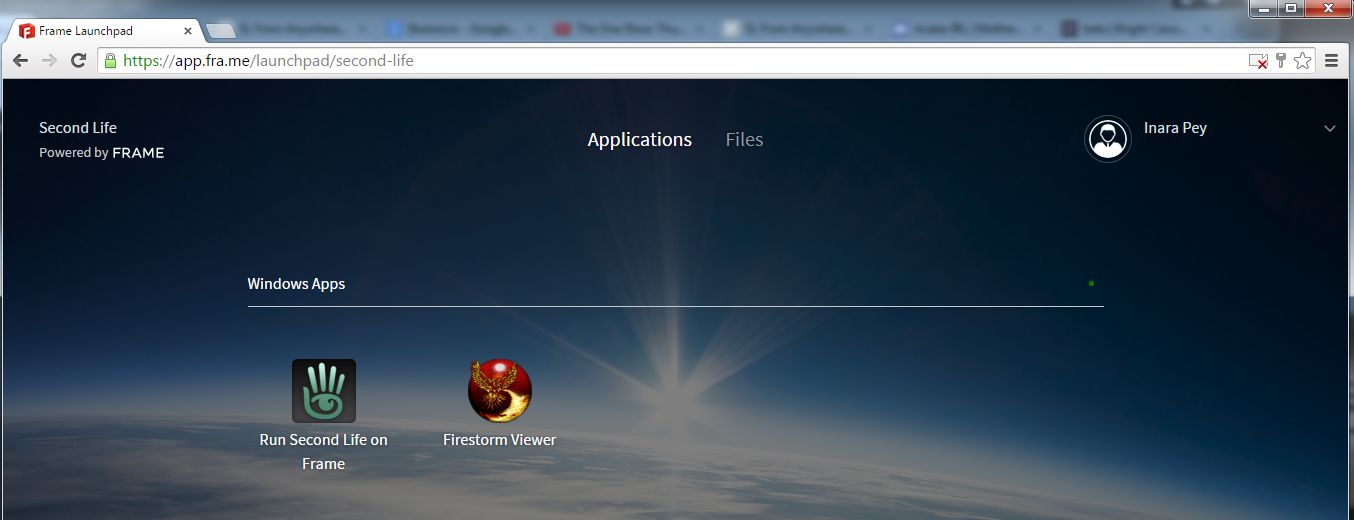 Frame Launchpad
https://app.fra.me/launchpad/second-life
Second Life
Powered by FRAME
Applications
Files
Inara Pey
Windows Apps
Run Second Life on
Frame
Firestorm Viewer